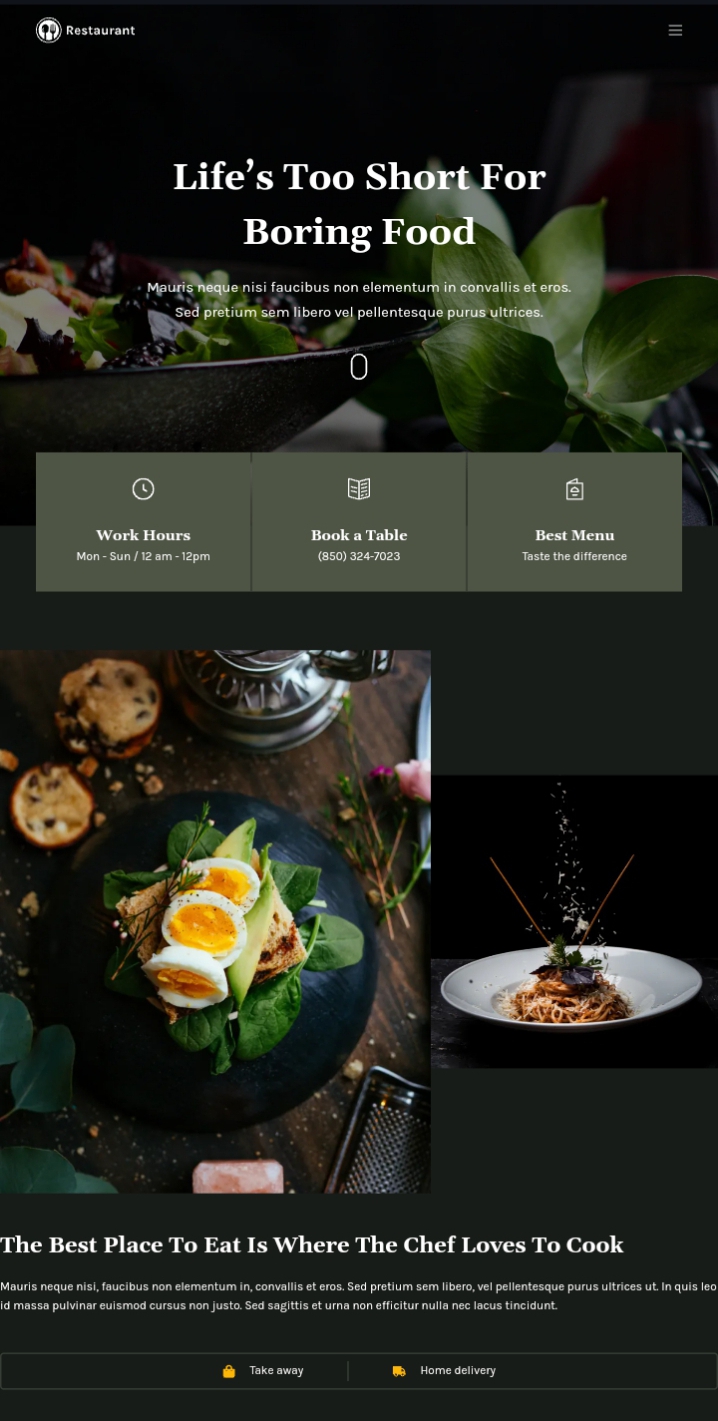 Restaurant
Life’s Too Short For
Boring Food
Mauris neque nisi faucibus non elementum in convallis et eros.
Sed pretium sem libero vel pellentesque purus ultrices.
Work Hours
Mon - Sun / 12 am - 12pm
Book a Table
(850) 324-7023
Best Menu
Taste the difference
OOKLYN
The Best Place To Eat Is Where The Chef Loves To Cook
Mauris neque nisi, faucibus non elementum in, convallis et eros. Sed pretium sem libero, vel pellentesque purus ultrices ut. In quis leo
id massa pulvinar euismod cursus non justo. Sed sagittis et urna non efficitur nulla nec lacus tincidunt.
Take away
Home delivery